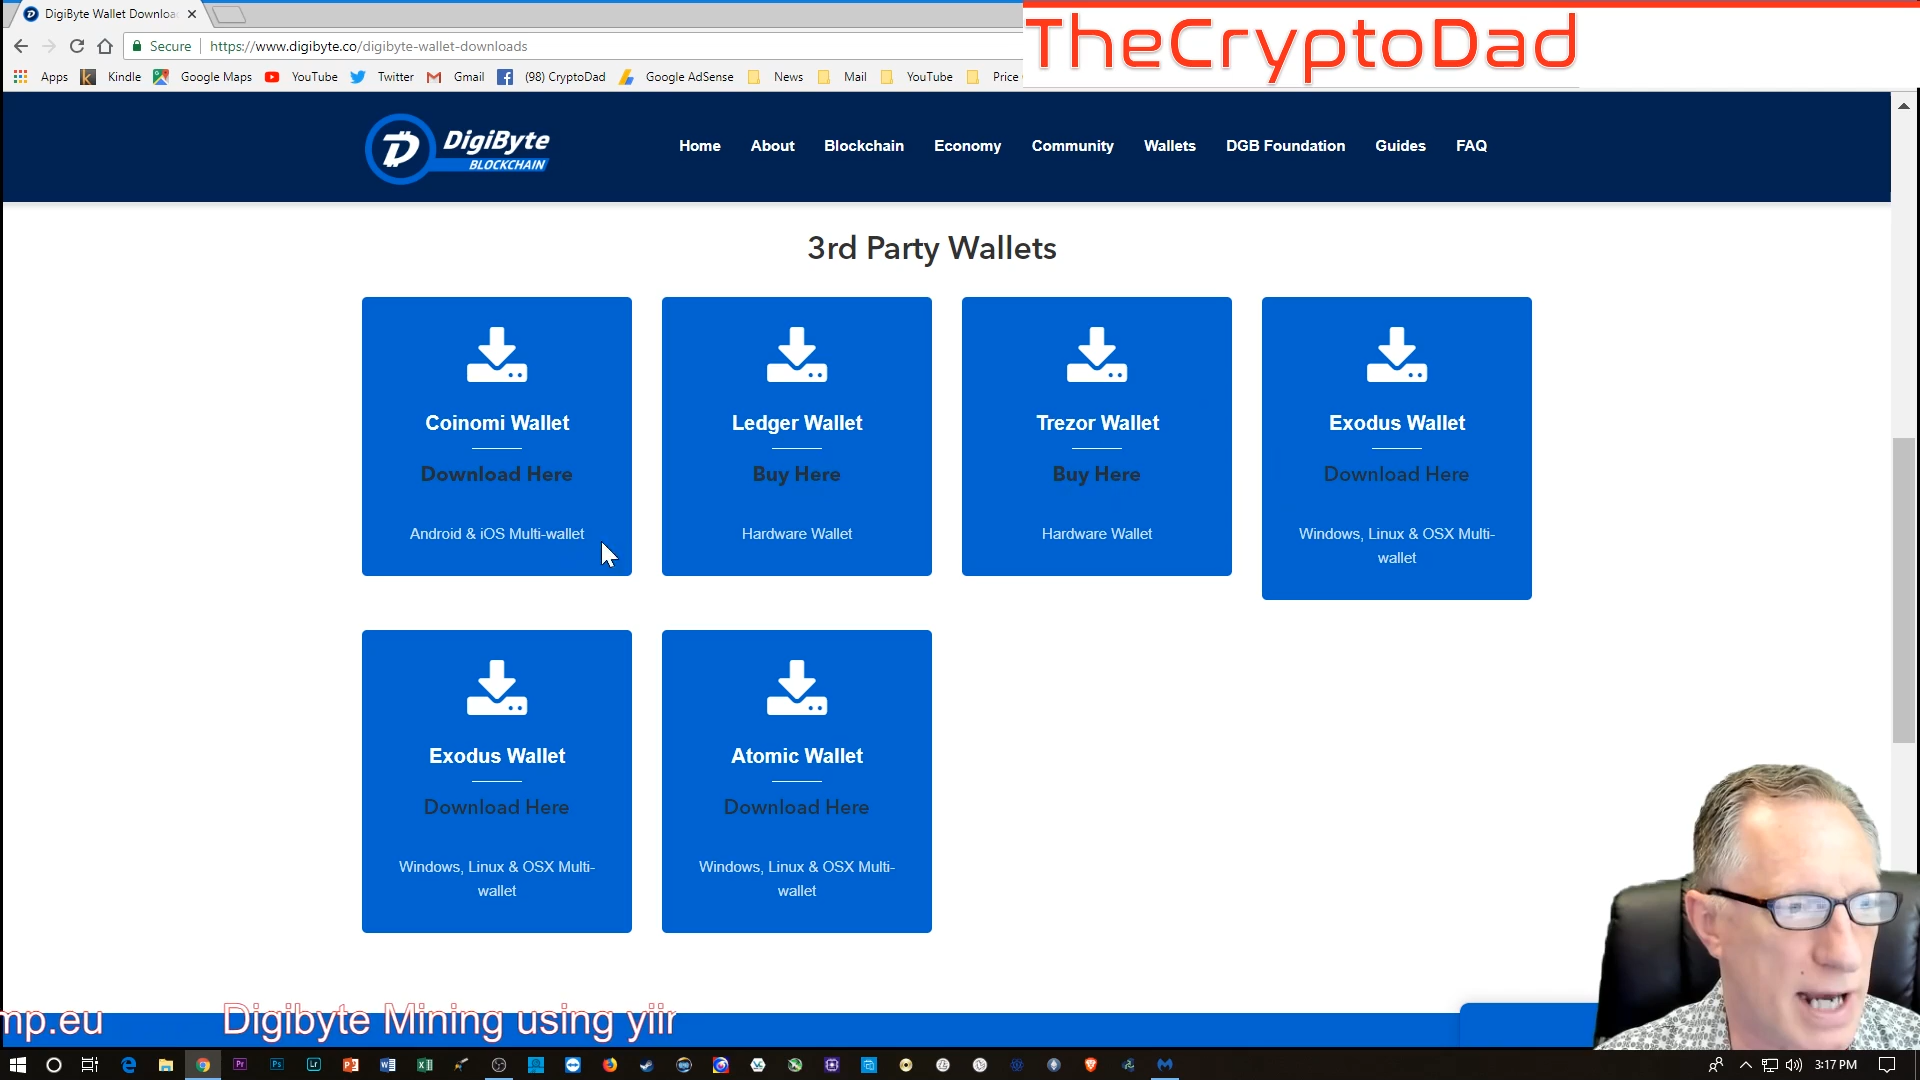 DigiByte Wallet Downloa
TheCryptoDad
Secure https://www.digibyte.co/digibyte-wallet-downloads
Apps Kindle Google Maps YouTube Twitter Gmail (98) CryptoDad Google AdSense News Mail YouTube Price
DigiByte
BLOCKCHAIN
Home About Blockchain Economy Community Wallets DGB Foundation Guides FAQ
3rd Party Wallets
Coinomi Wallet
Download Here
Android & iOS Multi-wallet
Ledger Wallet
Buy Here
Hardware Wallet
Trezor Wallet
Buy Here
Hardware Wallet
Exodus Wallet
Download Here
Windows, Linux & OSX Multi-
wallet
Exodus Wallet
Download Here
Windows, Linux & OSX Multi-
wallet
Atomic Wallet
Download Here
Windows, Linux & OSX Multi-
wallet
mp.eu Digibyte Mining using yiir
3:17 PM